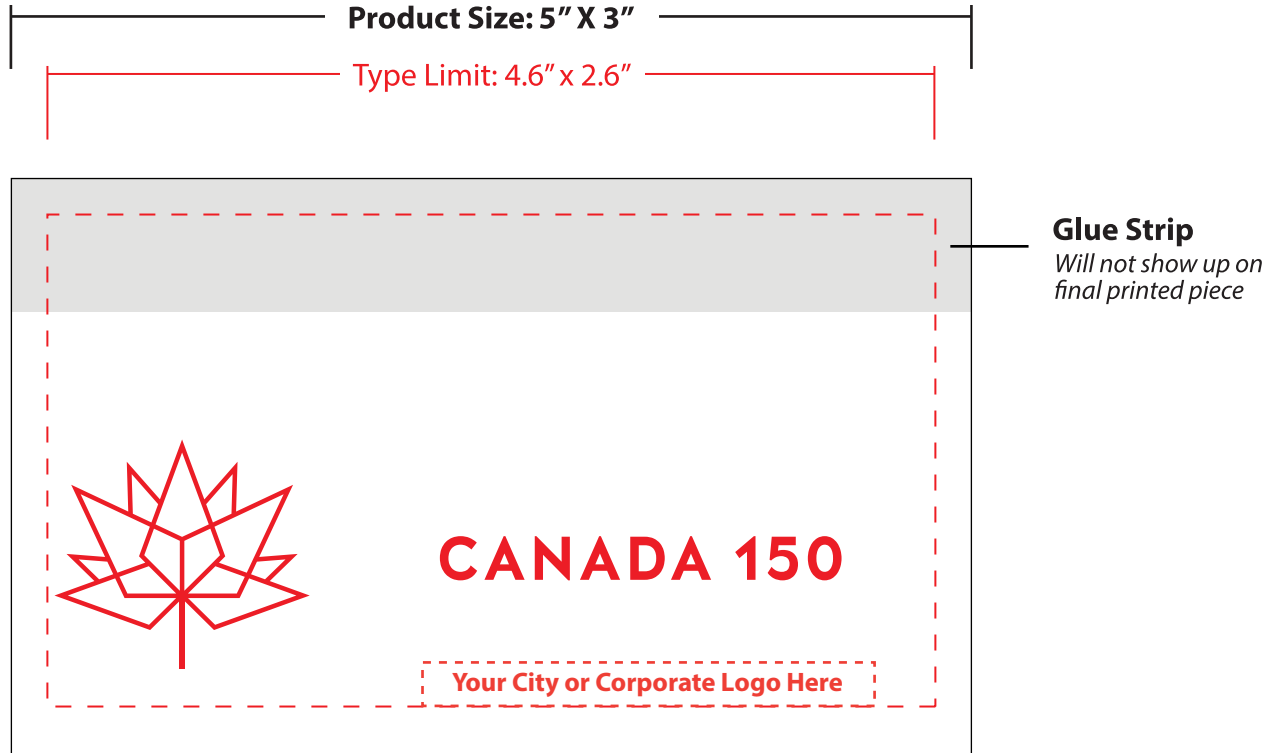 Product Size: 5” X 3”
Type Limit: 4.6” x 2.6”
Glue Strip
Will not show up on
final printed piece
CANADA 150
Your City or Corporate Logo Here